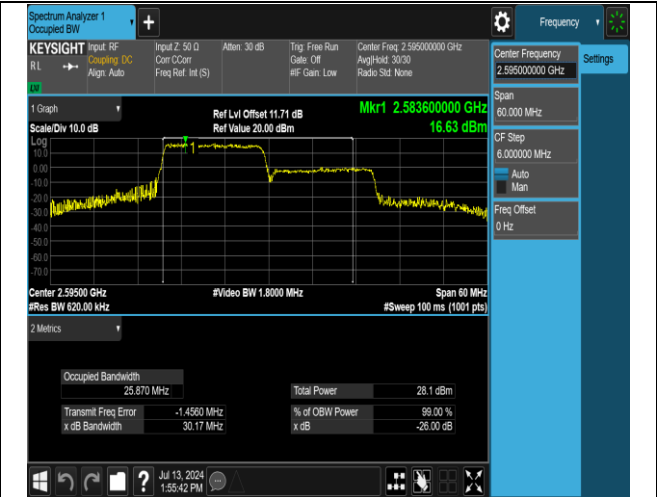 Spectrum Analyzer 1
Occupied BW
Frequency
KEYSIGHT
RL
Input: RF
Coupling: DC
Align: Auto
Input Z: 50 Ω
Corr CCorr
Freq Ref: Int (S)
Atten: 30 dB
Trig: Free Run
Gate: Off
#IF Gain: Low
Center Freq: 2.595000000 GHz
Avg|Hold: 30/30
Radio Std: None
Center Frequency
2.595000000 GHz
Settings
Span
60.000 MHz
CF Step
6.000000 MHz
Auto
Man
Freq Offset
0 Hz
1 Graph
Scale/Div 10.0 dB
Ref Lvl Offset 11.71 dB
Ref Value 20.00 dBm
Mkr1 2.583600000 GHz
16.63 dBm
Log
10.0
0.00
-10.0
-20.0
-30.0
-40.0
-50.0
-60.0
-70.0
1
Center 2.59500 GHz
#Res BW 620.00 kHz
#Video BW 1.8000 MHz
Span 60 MHz
#Sweep 100 ms (1001 pts)
2 Metrics
Occupied Bandwidth
25.870 MHz
Total Power 28.1 dBm
Transmit Freq Error -1.4560 MHz
% of OBW Power 99.00 %
x dB Bandwidth 30.17 MHz
x dB -26.00 dB
?
Jul 13, 2024
1:55:42 PM